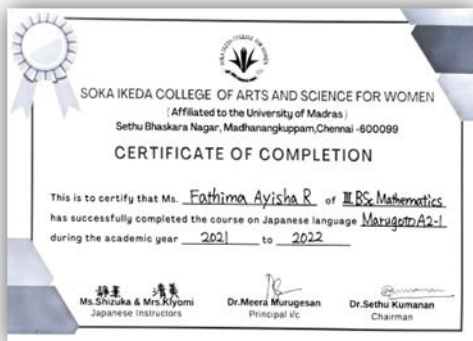 SOKA IKEDA COLLEGE OF ARTS AND SCIENCE FOR WOMEN
(Affiliated to the University of Madras)
Sethu Bhaskara Nagar, Madhanangkuppam,Chennai -600099
CERTIFICATE OF COMPLETION
This is to certify that Ms. Fathima Ayisha R of III BSc Mathematics
has successfully completed the course on Japanese language Marugoto A2-1
during the academic year 2021 to 2022
Ms.Shizuka & Mrs.Kiyomi
Japanese Instructors
Dr.Meera Murugesan
Principal i/c
Dr.Sethu Kumanan
Chairman